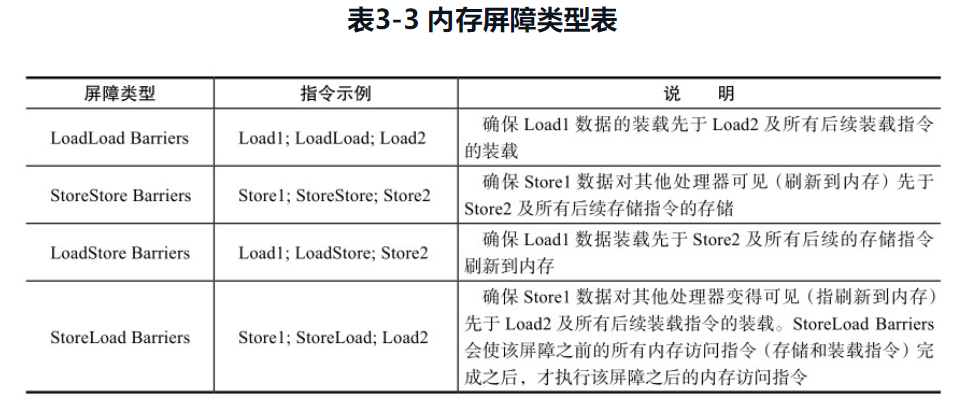 表3-3 内存屏障类型表
屏障类型 指令示例 说 明
LoadLoad Barriers Load1; LoadLoad; Load2 确保 Load1 数据的装载先于 Load2 及所有后续装载指令
的装载
StoreStore Barriers Store1; StoreStore; Store2 确保 Store1 数据对其他处理器可见（刷新到内存）先于
Store2 及所有后续存储指令的存储
LoadStore Barriers Load1; LoadStore; Store2 确保 Load1 数据装载先于 Store2 及所有后续的存储指令
刷新到内存
StoreLoad Barriers Store1; StoreLoad; Load2 确保 Store1 数据对其他处理器变得可见（指刷新到内存）
先于 Load2 及所有后续装载指令的装载。StoreLoad Barriers
会使该屏障之前的所有内存访问指令（存储和装载指令）完
成之后，才执行该屏障之后的内存访问指令